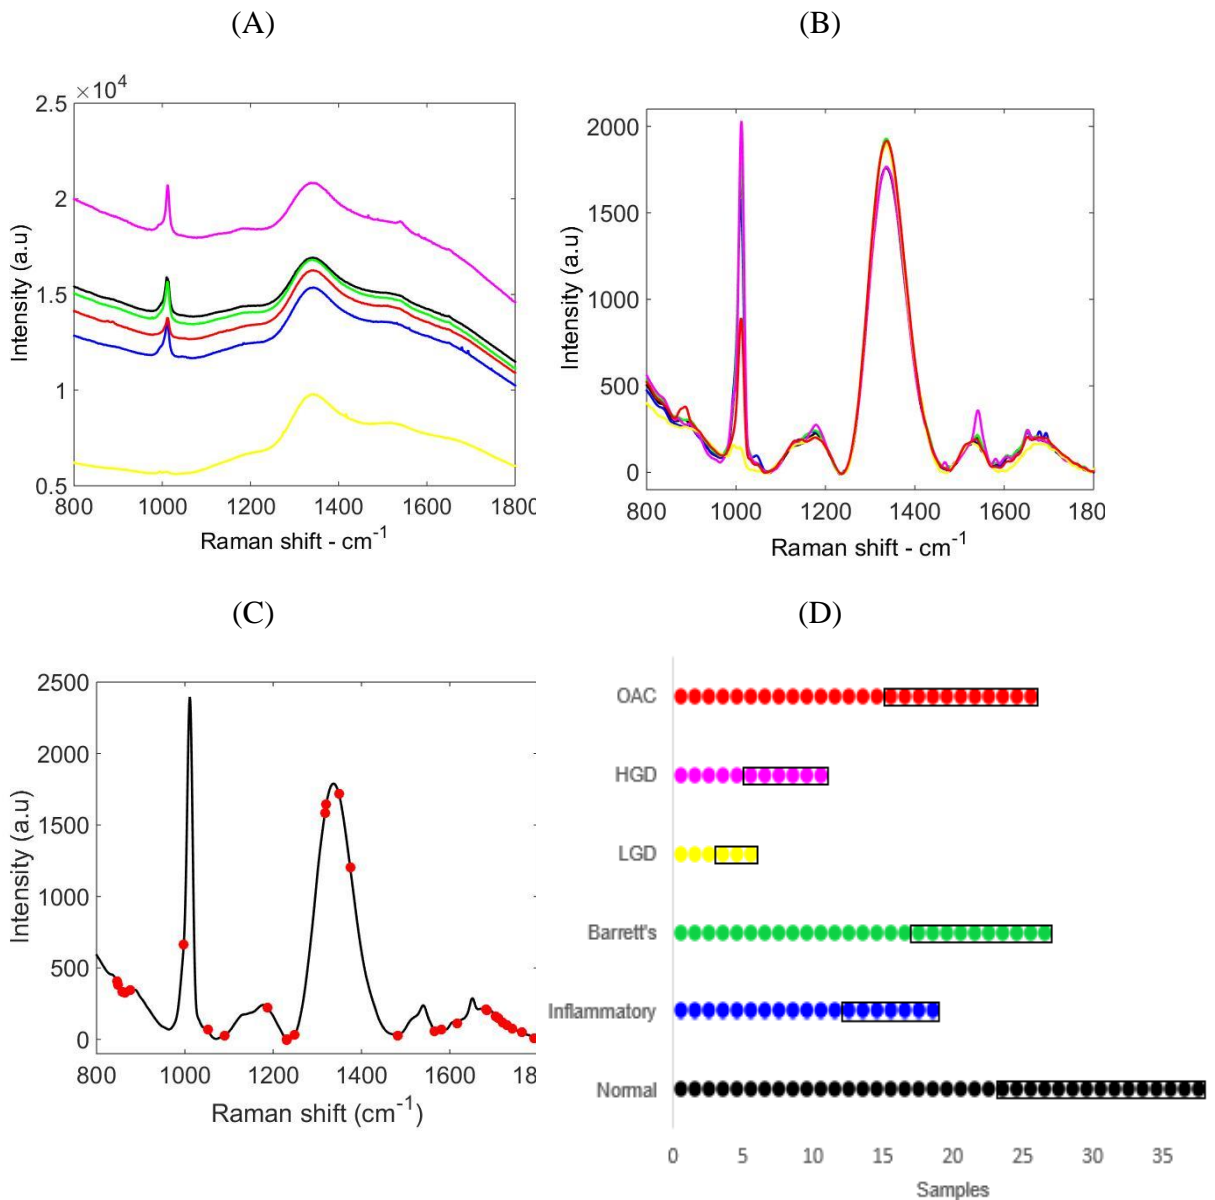 (A)
(B)
×10⁴
2.5
2
1.5
1
0.5
Intensity (a.u)
800 1000 1200 1400 1600 1800
Raman shift - cm⁻¹
2000
1500
1000
500
0
Intensity (a.u)
800 1000 1200 1400 1600 180
Raman shift - cm⁻¹
(C)
(D)
2500
2000
1500
1000
500
0
Intensity (a.u)
800 1000 1200 1400 1600 180
Raman shift (cm⁻¹)
OAC
HGD
LGD
Barrett's
Inflammatory
Normal
0 5 10 15 20 25 30 35
Samples